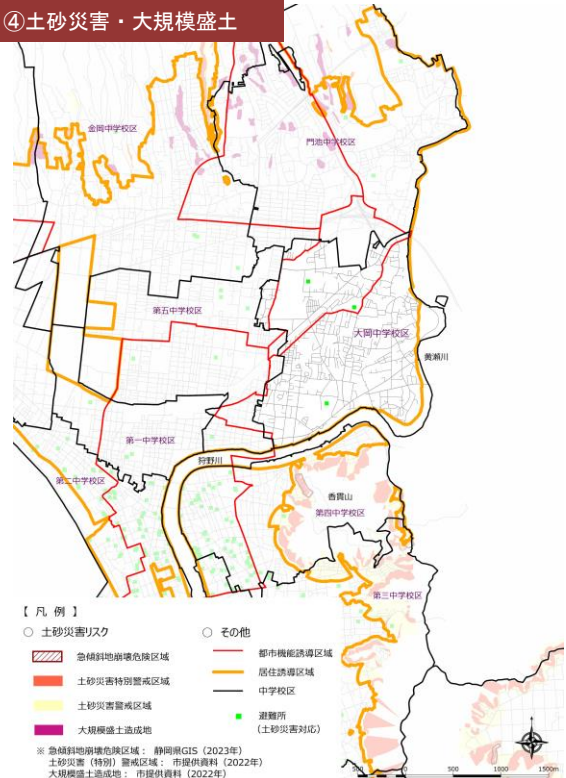 ④土砂災害・大規模盛土
金岡中学校区
門池中学校区
第五中学校区
大岡中学校区
黄瀬川
第一中学校区
狩野川
第二中学校区
香貫山
第四中学校区
第三中学校区
【 凡 例 】
○ 土砂災害リスク
急傾斜地崩壊危険区域
土砂災害特別警戒区域
土砂災害警戒区域
大規模盛土造成地
○ その他
都市機能誘導区域
居住誘導区域
中学校区
避難所
(土砂災害対応)
※ 急傾斜地崩壊危険区域： 静岡県GIS（2023年）
土砂災害（特別）警戒区域： 市提供資料（2022年）
大規模盛土造成地： 市提供資料（2022年）
500 0 500 1000 1500m